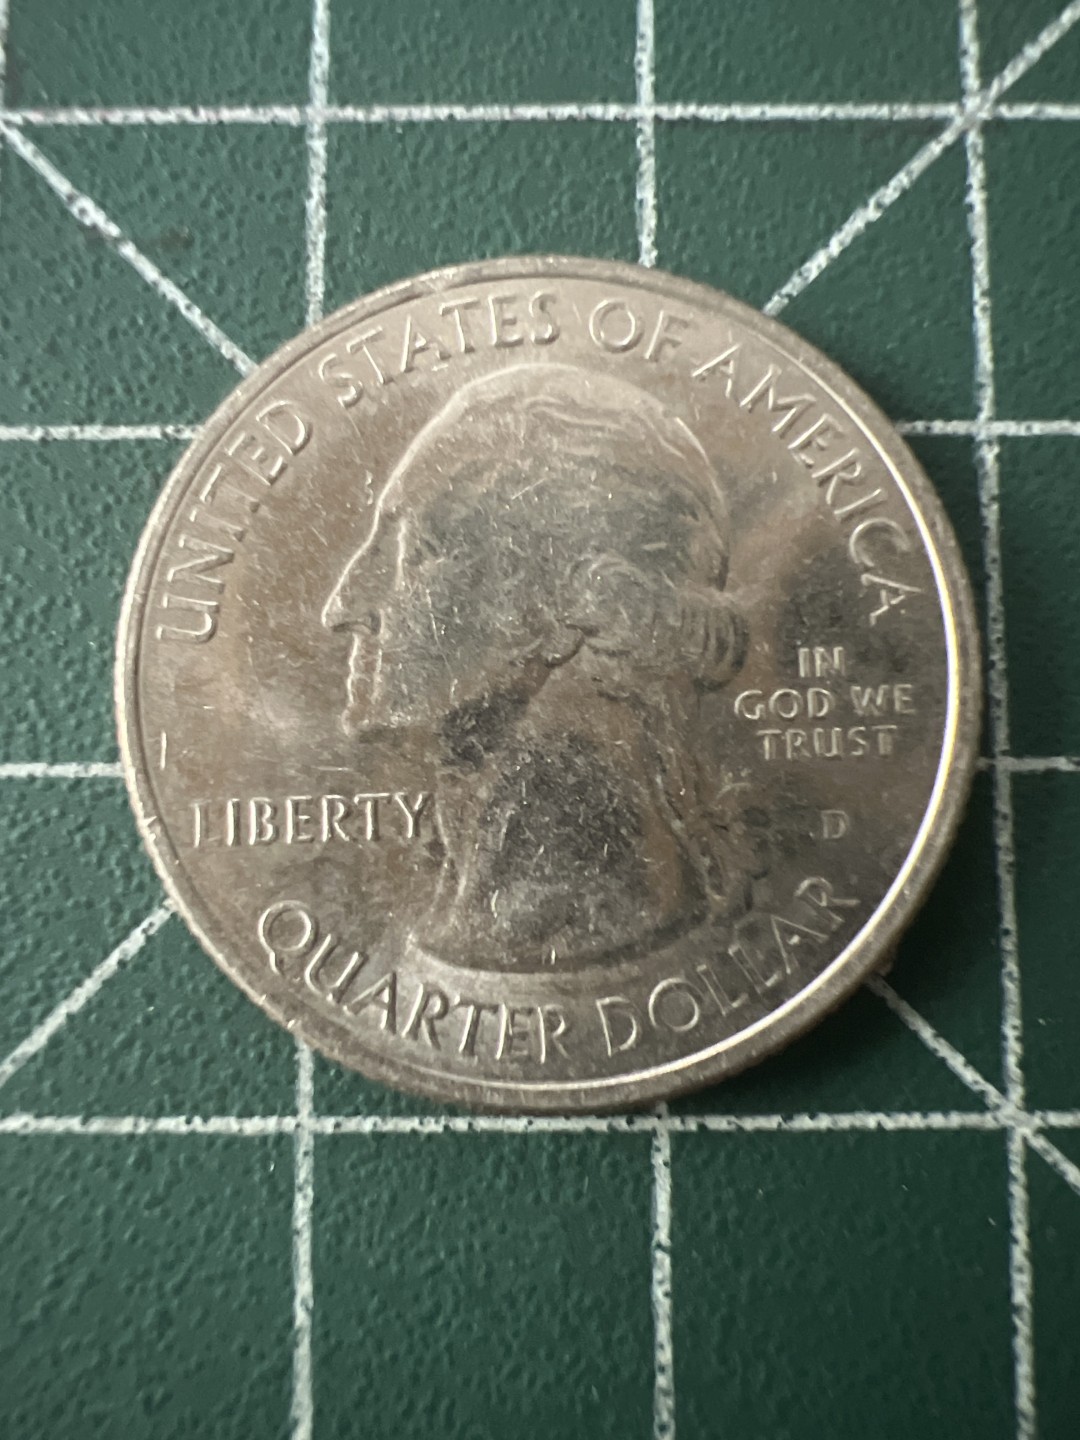 UNITED STATES OF AMERICA
IN
GOD WE
TRUST
LIBERTY
D
QUARTER DOLLAR